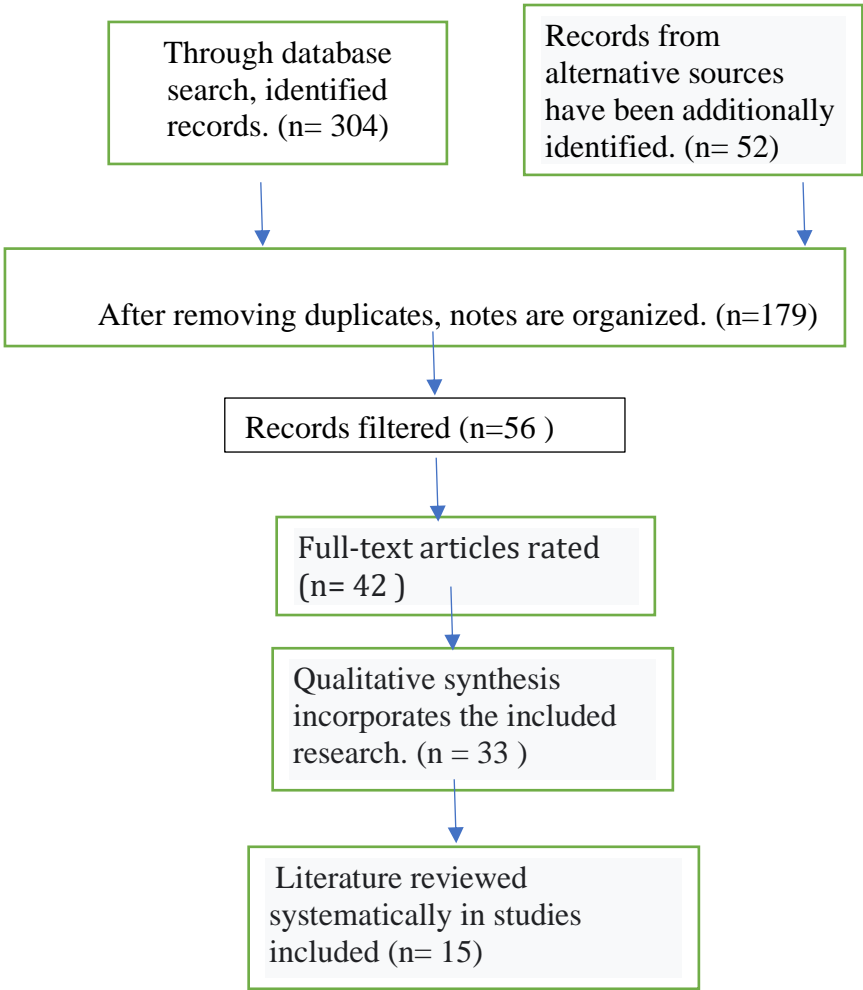 Through database
search, identified
records. (n= 304)
Records from
alternative sources
have been additionally
identified. (n= 52)
After removing duplicates, notes are organized. (n=179)
Records filtered (n=56 )
Full-text articles rated
(n= 42 )
Qualitative synthesis
incorporates the included
research. (n = 33 )
Literature reviewed
systematically in studies
included (n= 15)